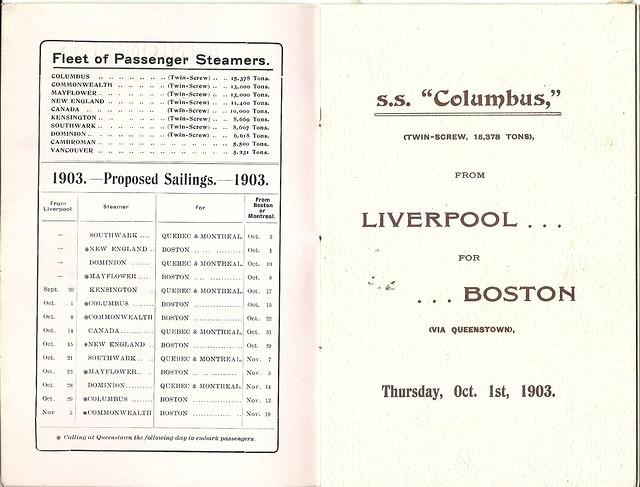 Fleet of Passenger Steamers.
COLUMBUS .. .. .. .. .. .. (Twin-Screw) .. .. 15,378 Tons.
COMMONWEALTH .. .. .. .. (Twin-Screw) .. .. 13,000 Tons.
MAYFLOWER .. .. .. .. .. (Twin-Screw) .. .. 13,000 Tons.
NEW ENGLAND .. .. .. .. .. (Twin-Screw) .. .. 11,400 Tons.
CANADA .. .. .. .. .. .. (Twin-Screw) .. .. 10,000 Tons.
KENSINGTON .. .. .. .. .. (Twin-Screw) .. .. 8,669 Tons.
SOUTHWARK .. .. .. .. .. (Twin-Screw) .. .. 8,607 Tons.
DOMINION .. .. .. .. .. .. (Twin-Screw) .. .. 6,618 Tons.
CAMBROMAN .. .. .. .. .. .. .. .. .. 5,500 Tons.
VANCOUVER .. .. .. .. .. .. .. .. .. 5,231 Tons.
1903.—Proposed Sailings.—1903.
From Liverpool. Steamer For From Boston or Montreal.
— SOUTHWARK .... QUEBEC & MONTREAL. Oct. 3
— *NEW ENGLAND .. BOSTON .. .. ...... Oct. 1
— DOMINION ...... QUEBEC & MONTREAL. Oct. 10
— *MAYFLOWER .... BOSTON .... .......... Oct. 8
Sept. KENSINGTON .. QUEBEC & MONTREAL. Oct. 17
Oct. *COLUMBUS ...... BOSTON .............. Oct. 15
Oct. 8 *COMMONWEALTH BOSTON .............. Oct. 22
Oct. 14 CANADA .......... QUEBEC & MONTREAL. Oct. 31
Oct. 15 *NEW ENGLAND .. BOSTON .............. Oct. 29
Oct. 21 SOUTHWARK .. .. QUEBEC & MONTREAL. Nov. 7
Oct. 22 *MAYFLOWER.. .. BOSTON .. .. ........ Nov. 5
Oct. 28 DOMINION ........ QUEBEC & MONTREAL. Nov. 14
Oct. 29 *COLUMBUS ...... BOSTON .............. Nov. 12
Nov 5 *COMMONWEALTH BOSTON .............. Nov. 19
* Calling at Queenstown the following day to embark passengers.
s.s. “Columbus,”
(TWIN-SCREW, 15,378 TONS),
FROM
LIVERPOOL . . .
FOR
. . . BOSTON
(VIA QUEENSTOWN),
Thursday, Oct. 1st, 1903.